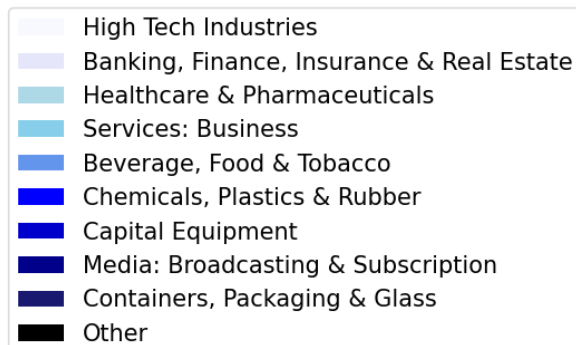 High Tech Industries
Banking, Finance, Insurance & Real Estate
Healthcare & Pharmaceuticals
Services: Business
Beverage, Food & Tobacco
Chemicals, Plastics & Rubber
Capital Equipment
Media: Broadcasting & Subscription
Containers, Packaging & Glass
Other